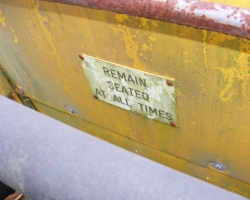 REMAIN
SEATED
AT ALL TIMES